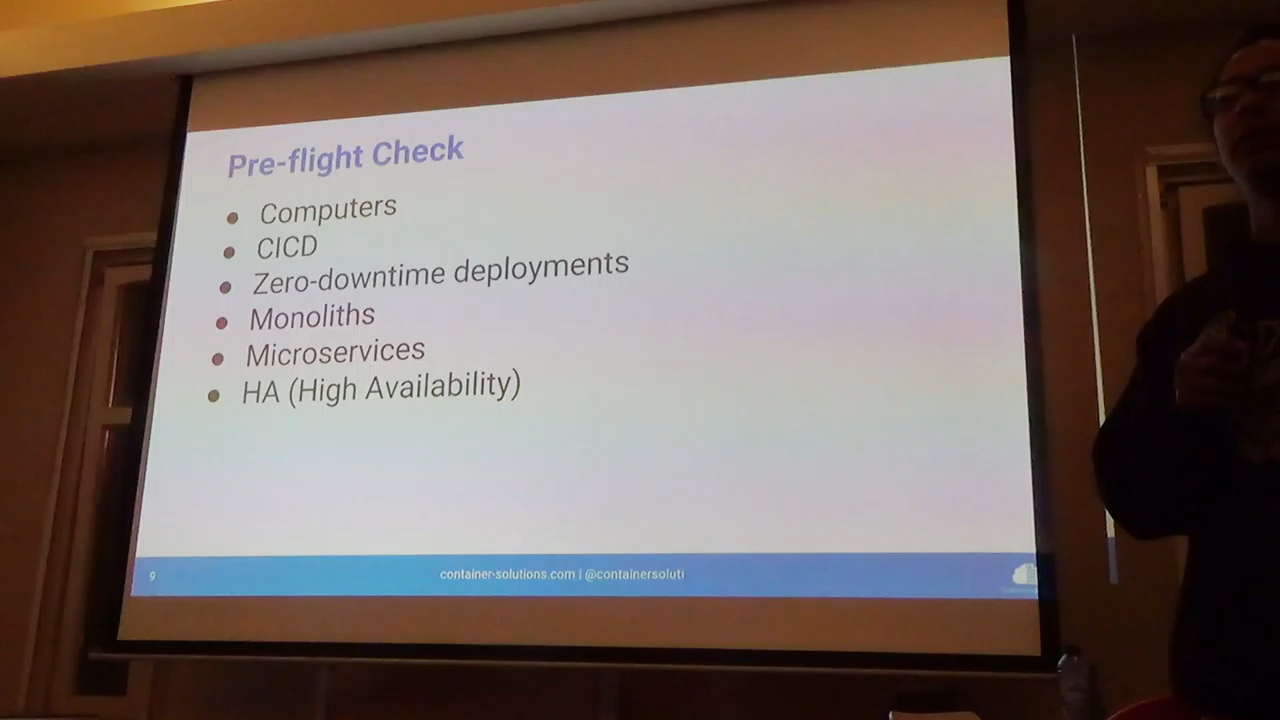 Pre-flight Check
Computers
CICD
Zero-downtime deployments
Monoliths
Microservices
HA (High Availability)
9
container-solutions.com | @containersoluti